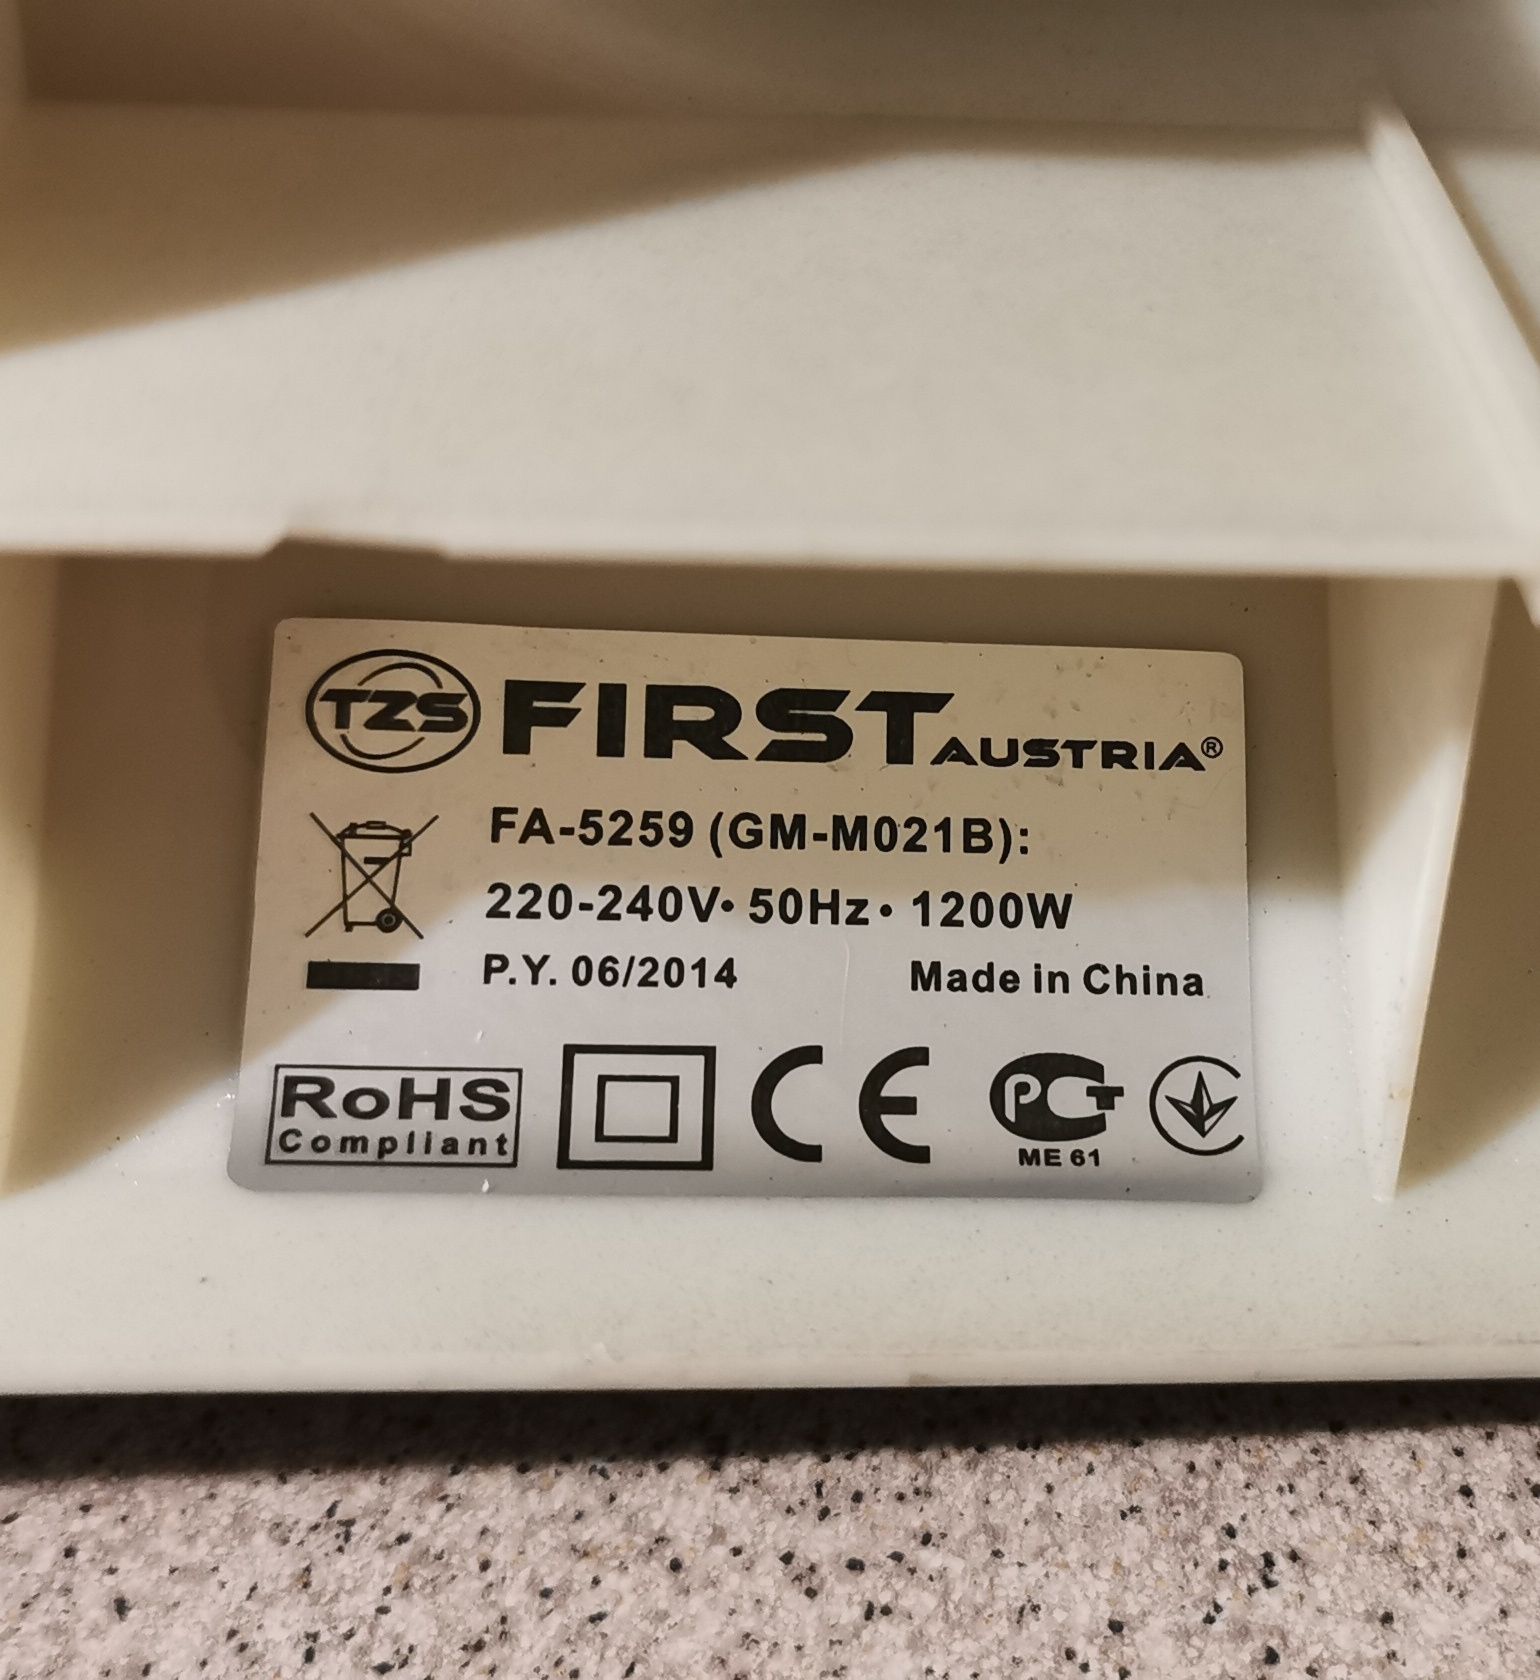 TZS FIRST AUSTRIA®
FA-5259 (GM-M021B):
220-240V• 50Hz • 1200W
P.Y. 06/2014 Made in China
RoHS
Compliant
CE
РСТ
ME 61